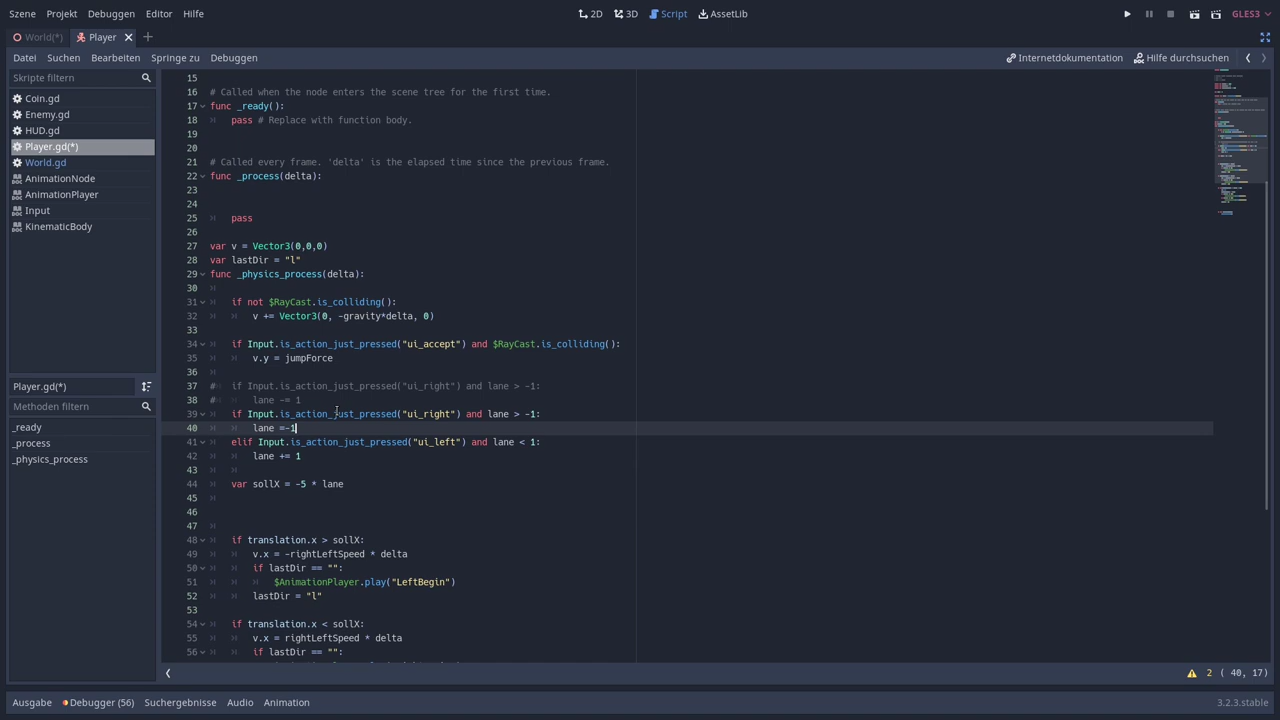 Szene Projekt Debuggen Editor Hilfe 2D 3D Script AssetLib GLES3
World(*) Player
Datei Suchen Bearbeiten Springe zu Debuggen Internetdokumentation Hilfe durchsuchen
Skripte filtern
Coin.gd
Enemy.gd
HUD.gd
Player.gd(*)
World.gd
AnimationNode
AnimationPlayer
Input
KinematicBody
Player.gd(*)
Methoden filtern
_ready
_process
_physics_process
15
16 # Called when the node enters the scene tree for the first time.
17 func _ready():
18 pass # Replace with function body.
19
20
21 # Called every frame. 'delta' is the elapsed time since the previous frame.
22 func _process(delta):
23
24
25 pass
26
27 var v = Vector3(0,0,0)
28 var lastDir = "l"
29 func _physics_process(delta):
30
31 if not $RayCast.is_colliding():
32 v += Vector3(0, -gravity*delta, 0)
33
34 if Input.is_action_just_pressed("ui_accept") and $RayCast.is_colliding():
35 v.y = jumpForce
36
37 # if Input.is_action_just_pressed("ui_right") and lane > -1:
38 # lane -= 1
39 if Input.is_action_just_pressed("ui_right") and lane > -1:
40 lane =-1
41 elif Input.is_action_just_pressed("ui_left") and lane < 1:
42 lane += 1
43
44 var sollX = -5 * lane
45
46
47
48 if translation.x > sollX:
49 v.x = -rightLeftSpeed * delta
50 if lastDir == "":
51 $AnimationPlayer.play("LeftBegin")
52 lastDir = "l"
53
54 if translation.x < sollX:
55 v.x = rightLeftSpeed * delta
56 if lastDir == "":
2 ( 40, 17)
Ausgabe Debugger (56) Suchergebnisse Audio Animation 3.2.3.stable